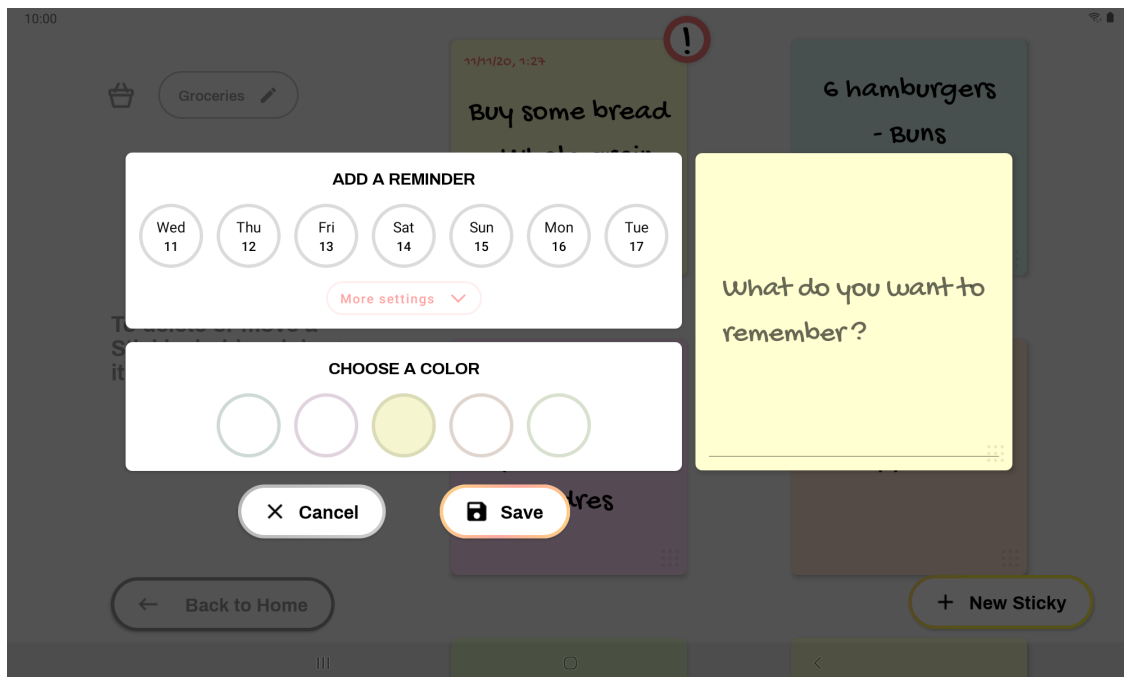 10:00
Groceries
11/11/20, 1:27
Buy some bread
6 hamburgers
- Buns
ADD A REMINDER
Wed 11
Thu 12
Fri 13
Sat 14
Sun 15
Mon 16
Tue 17
More settings
What do you want to
remember?
CHOOSE A COLOR
Cancel
Save
Back to Home
+ New Sticky